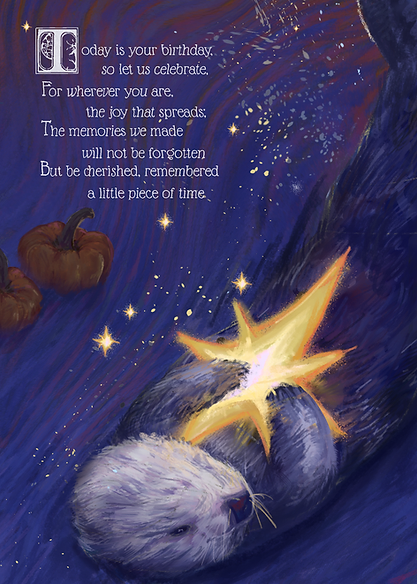 Today is your birthday,
so let us celebrate,
For wherever you are,
the joy that spreads;
The memories we made
will not be forgotten
But be cherished, remembered
a little piece of time